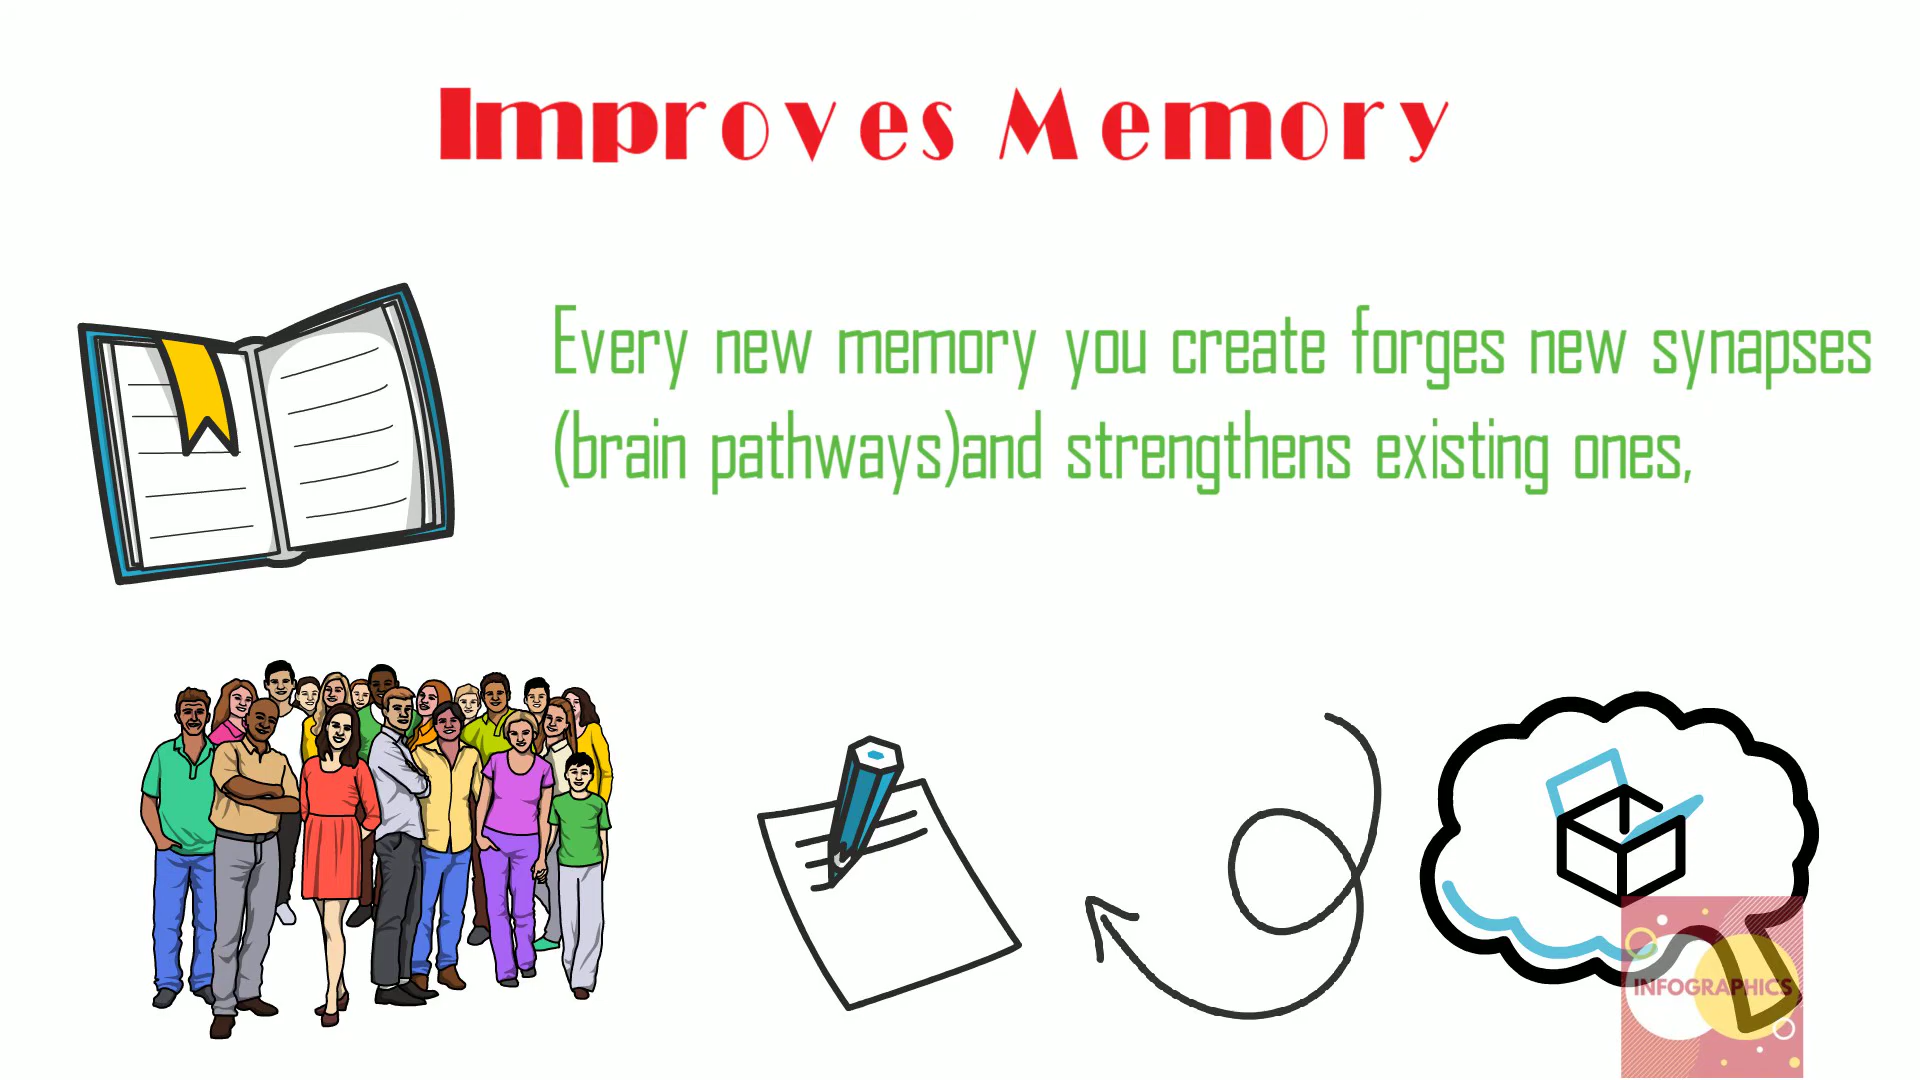 Improves Memory
Every new memory you create forges new synapses
(brain pathways)and strengthens existing ones,
INFOGRAPHICS